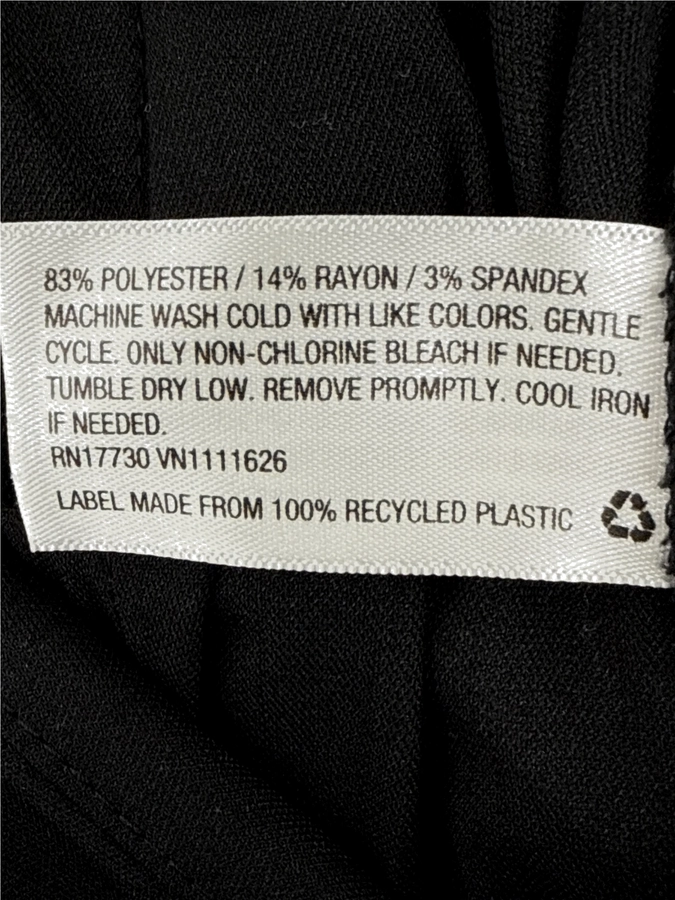 83% POLYESTER / 14% RAYON / 3% SPANDEX
MACHINE WASH COLD WITH LIKE COLORS. GENTLE
CYCLE. ONLY NON-CHLORINE BLEACH IF NEEDED.
TUMBLE DRY LOW. REMOVE PROMPTLY. COOL IRON
IF NEEDED.
RN17730 VN1111626
LABEL MADE FROM 100% RECYCLED PLASTIC